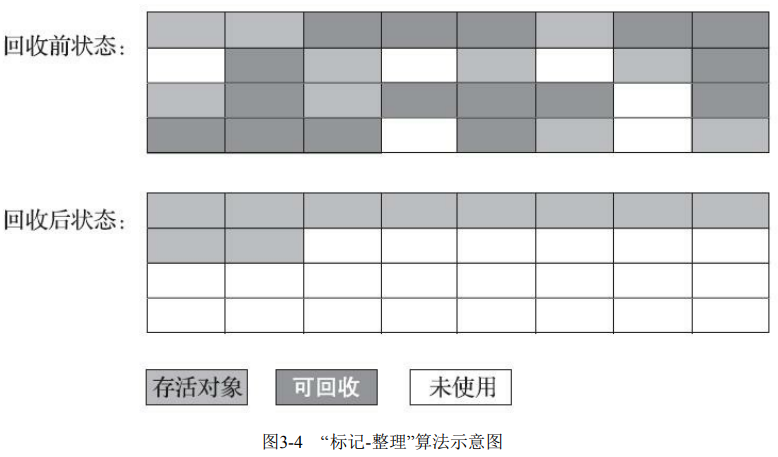 回收前状态：
回收后状态：
存活对象
可回收
未使用
图3-4 “标记-整理”算法示意图